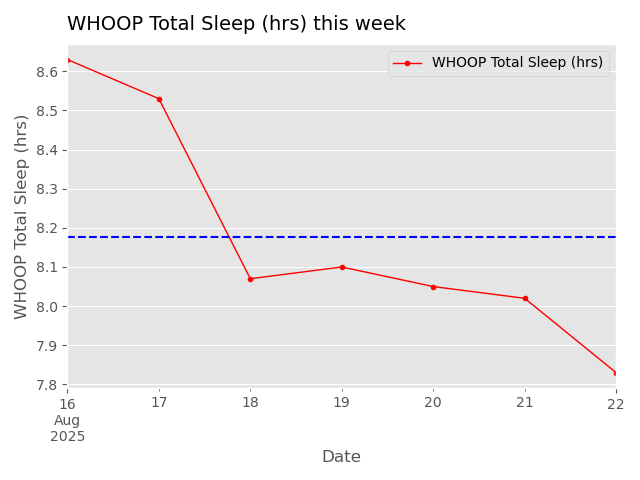 WHOOP Total Sleep (hrs) this week
WHOOP Total Sleep (hrs)
WHOOP Total Sleep (hrs)
8.6
8.5
8.4
8.3
8.2
8.1
8.0
7.9
7.8
16 17 18 19 20 21 22
Aug
2025
Date